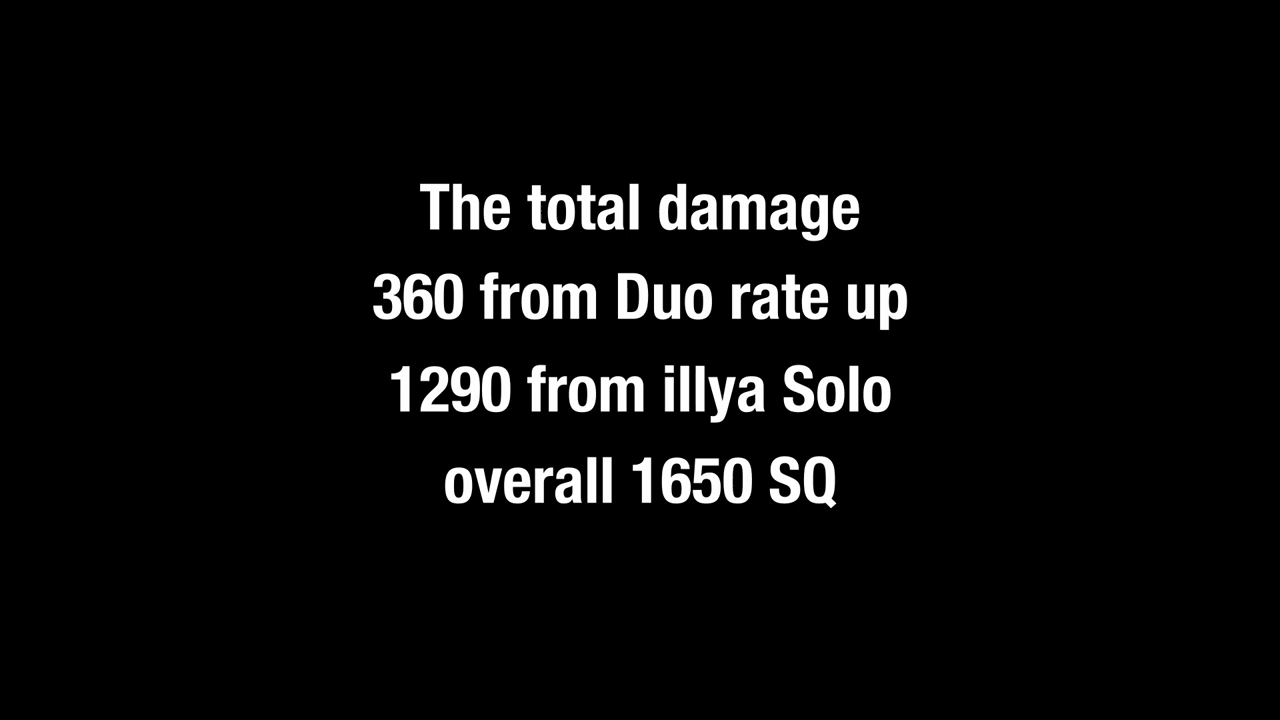 The total damage
360 from Duo rate up
1290 from illya Solo
overall 1650 SQ